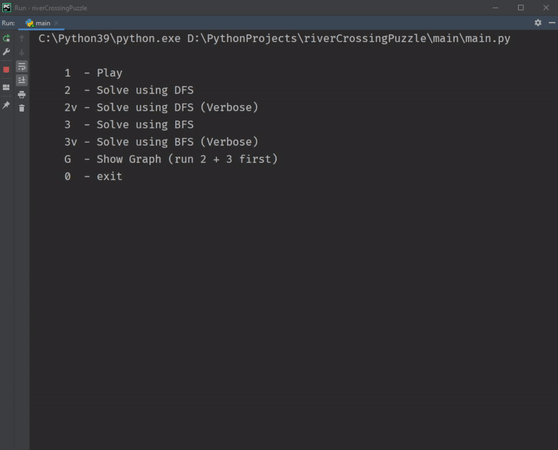 Run - riverCrossingPuzzle
Run: main
C:\Python39\python.exe D:\PythonProjects\riverCrossingPuzzle\main\main.py
1 - Play
2 - Solve using DFS
2v - Solve using DFS (Verbose)
3 - Solve using BFS
3v - Solve using BFS (Verbose)
G - Show Graph (run 2 + 3 first)
0 - exit